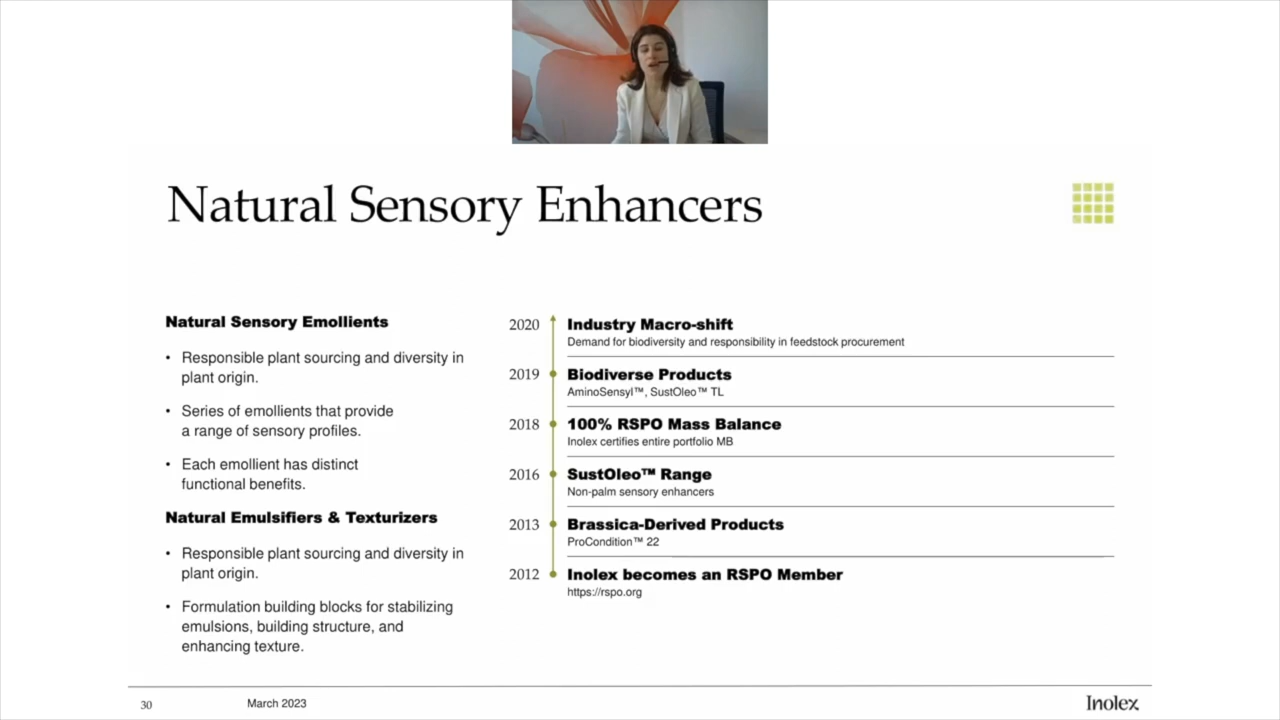 Natural Sensory Enhancers
Natural Sensory Emollients
• Responsible plant sourcing and diversity in
plant origin.
• Series of emollients that provide
a range of sensory profiles.
• Each emollient has distinct
functional benefits.
Natural Emulsifiers & Texturizers
• Responsible plant sourcing and diversity in
plant origin.
• Formulation building blocks for stabilizing
emulsions, building structure, and
enhancing texture.
2020 Industry Macro-shift
Demand for biodiversity and responsibility in feedstock procurement
2019 Biodiverse Products
AminoSensyl™, SustOleo™ TL
2018 100% RSPO Mass Balance
Inolex certifies entire portfolio MB
2016 SustOleo™ Range
Non-palm sensory enhancers
2013 Brassica-Derived Products
ProCondition™ 22
2012 Inolex becomes an RSPO Member
https://rspo.org
30 March 2023 Inolex